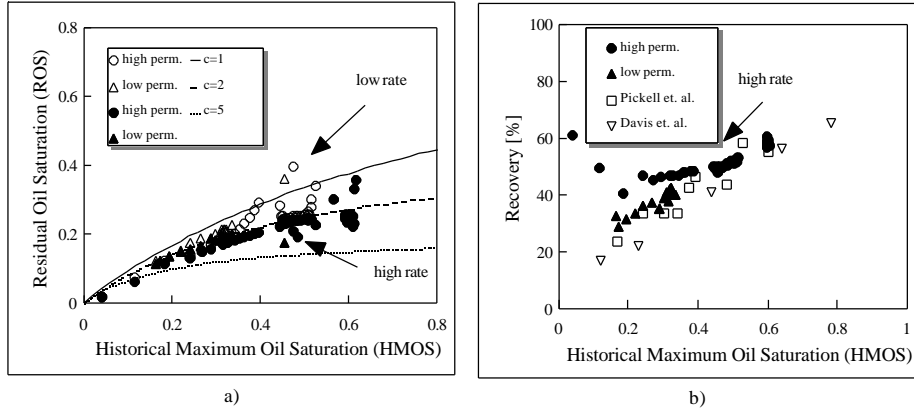 a)
b)
0.8
0.6
0.4
0.2
0
Residual Oil Saturation (ROS)
high perm. c=1
low perm. c=2
high perm. c=5
low perm.
low rate
high rate
0 0.2 0.4 0.6 0.8
Historical Maximum Oil Saturation (HMOS)
a)
100
80
60
40
20
0
Recovery [%]
high perm.
low perm.
Pickell et. al.
Davis et. al.
high rate
0 0.2 0.4 0.6 0.8 1
Historical Maximum Oil Saturation (HMOS)
b)